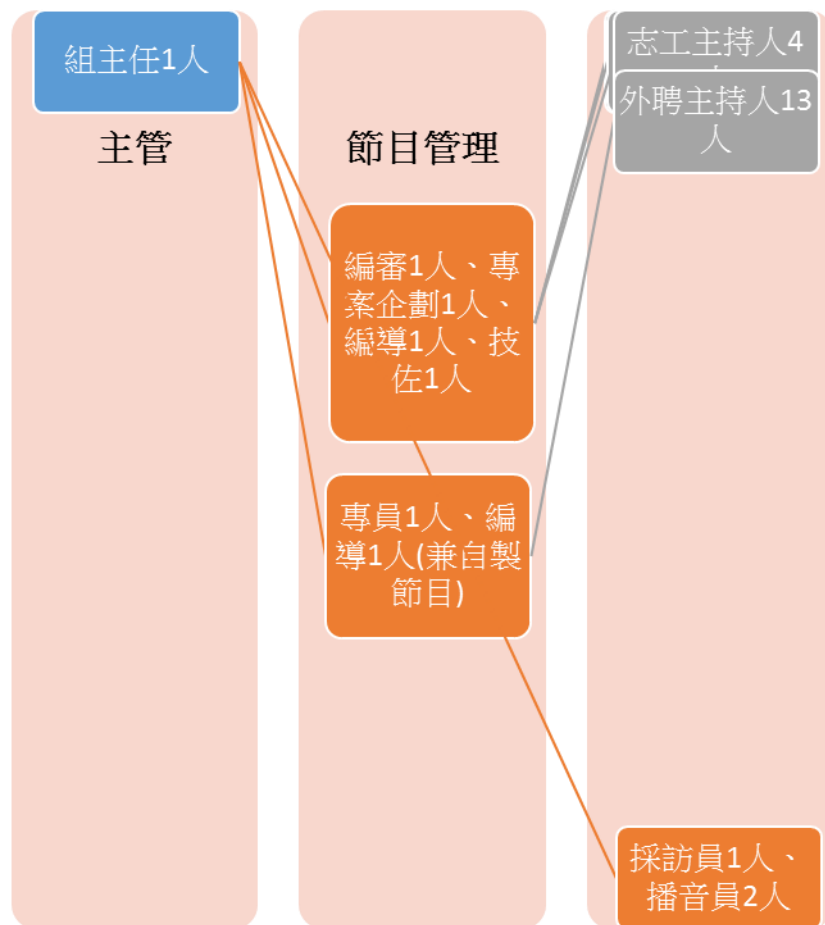 組主任1人
主管
節目管理
編審1人、專
案企劃1人、
編導1人、技
佐1人
專員1人、編
導1人(兼自製
節目)
志工主持人4
外聘主持人13
人
採訪員1人、
播音員2人